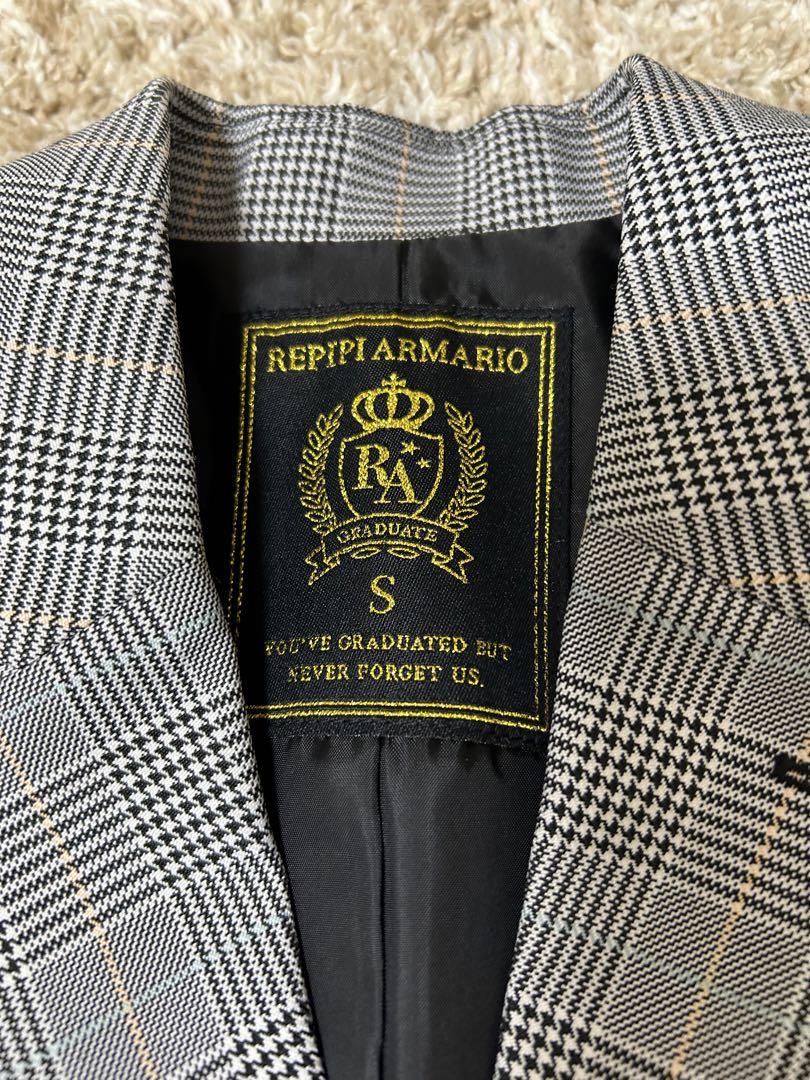 REPIPI ARMARIO
RA
GRADUATE
S
YOU'VE GRADUATED BUT
NEVER FORGET US.